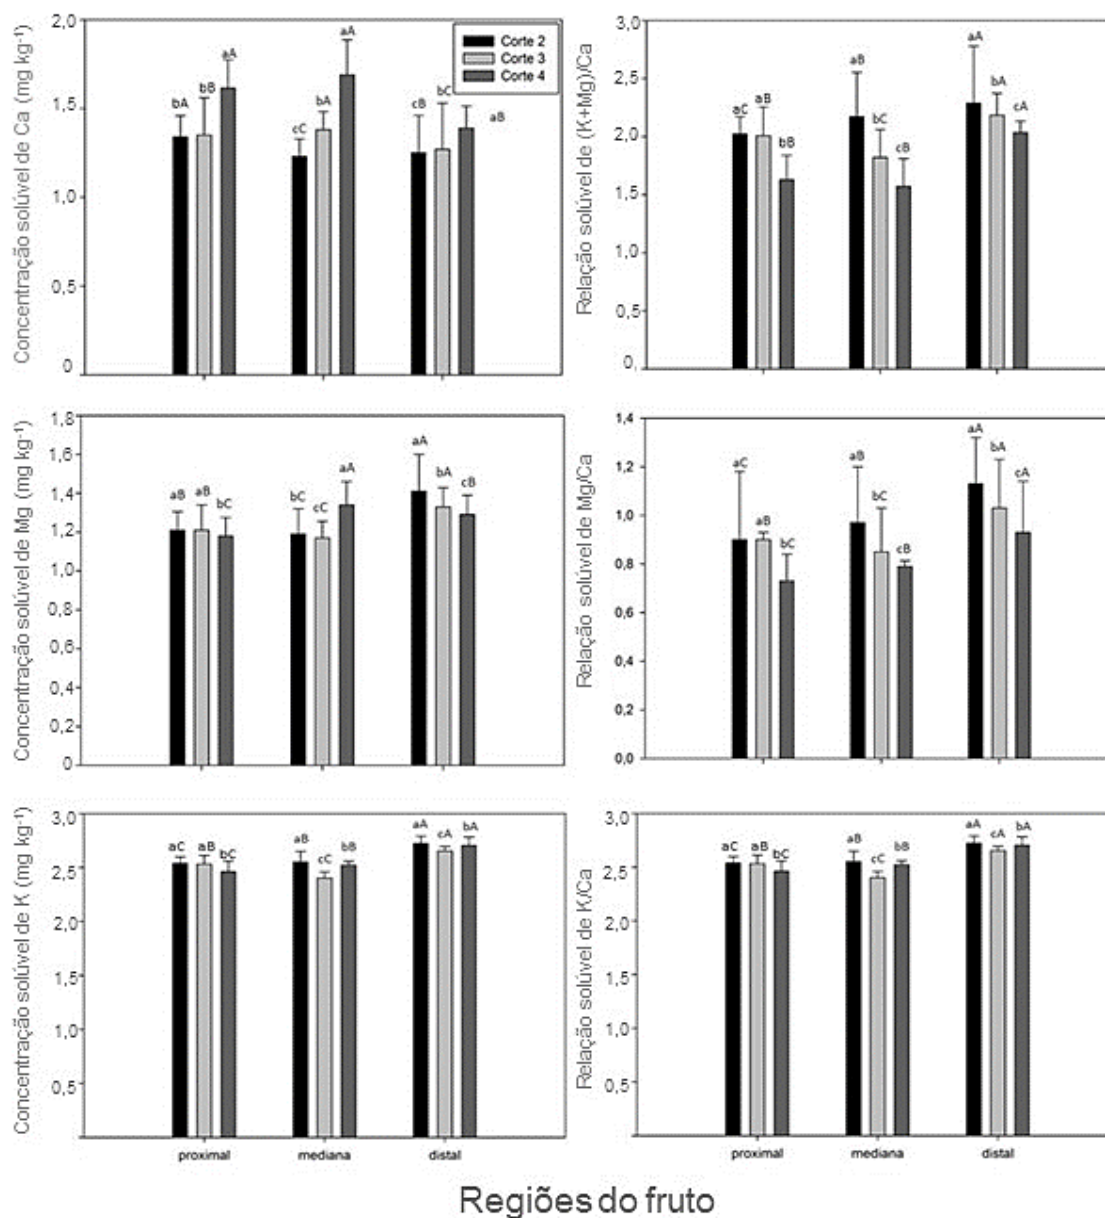 Concentração solúvel de Ca (mg kg⁻¹)
2,0
1,5
1,0
0,5
0
Corte 2
Corte 3
Corte 4
bA bB aA
cC bA aA
cB bC aB
Relação solúvel de (K+Mg)/Ca
3,0
2,5
2,0
1,5
1,0
0,5
0,
aC aB bB
aB bC cB
aA bA cA
Concentração solúvel de Mg (mg kg⁻¹)
1,8
1,6
1,4
1,2
1,0
0,8
0,6
0,4
0,2
0
aB aB bC
bC cC aA
aA bA cB
Relação solúvel de Mg/Ca
1,4
1,2
1,0
0,8
0,6
0,4
0,2
0,0
aC aB bC
aB bC cB
aA bA cA
Concentração solúvel de K (mg kg⁻¹)
3,0
2,5
2,0
1,5
1,0
0,5
aC aB bC
aB cC bB
aA cA bA
proximal mediana distal
Relação solúvel de K/Ca
3,0
2,5
2,0
1,5
1,0
0,5
aC aB bC
aB cC bB
aA cA bA
proximal mediana distal
Regiões do fruto